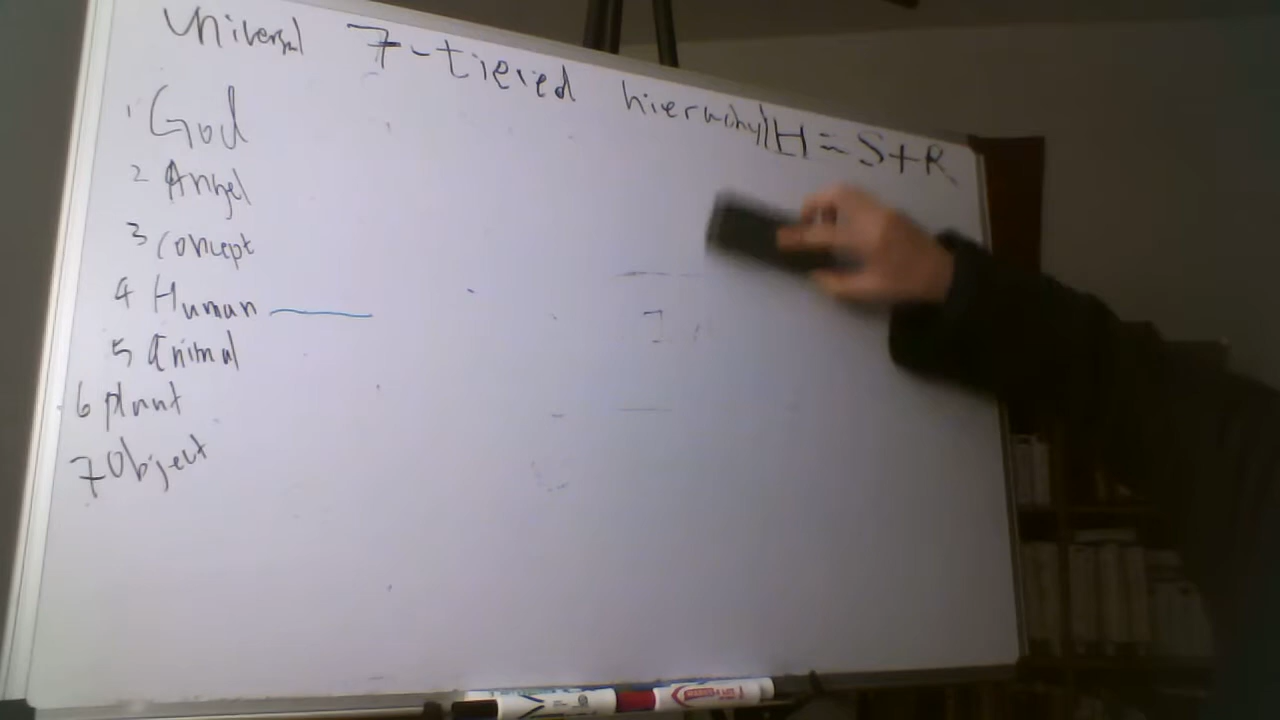 Universal 7-tiered hierarchy H = S+R
1 God
2 Angel
3 Concept
4 Human
5 Animal
6 plant
7 Object